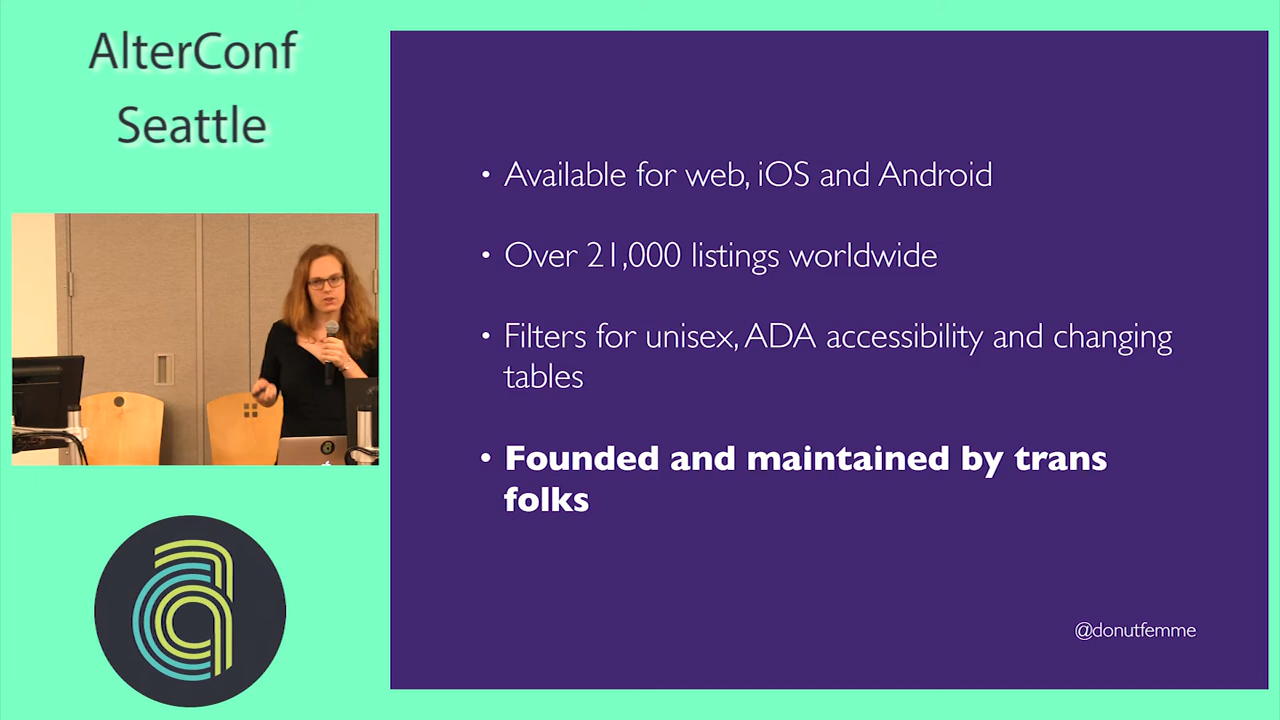 AlterConf
Seattle
• Available for web, iOS and Android
• Over 21,000 listings worldwide
• Filters for unisex, ADA accessibility and changing
tables
• Founded and maintained by trans
folks
@donutfemme